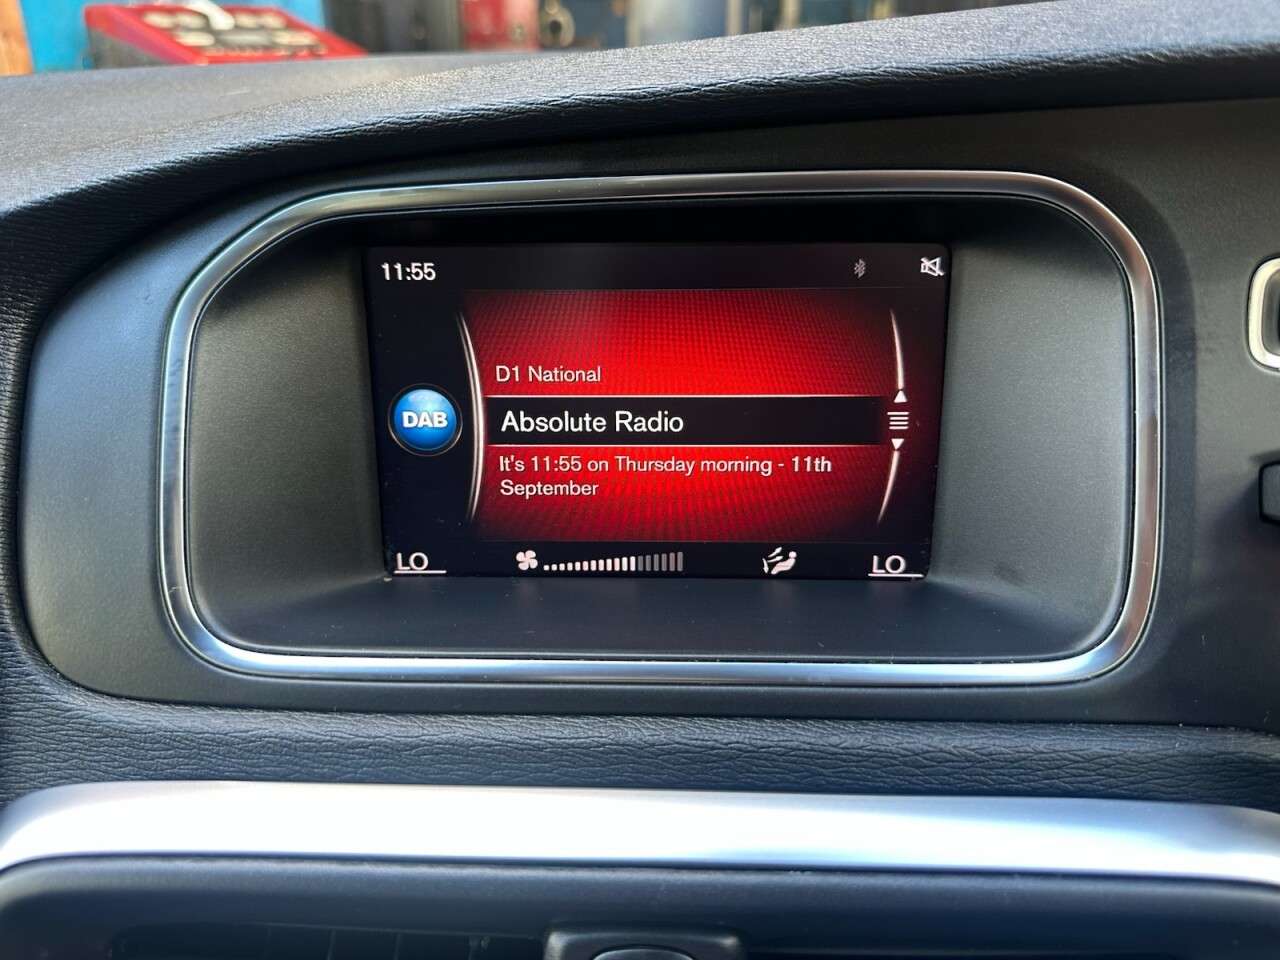 11:55
D1 National
DAB
Absolute Radio
It's 11:55 on Thursday morning - 11th
September
LO
LO